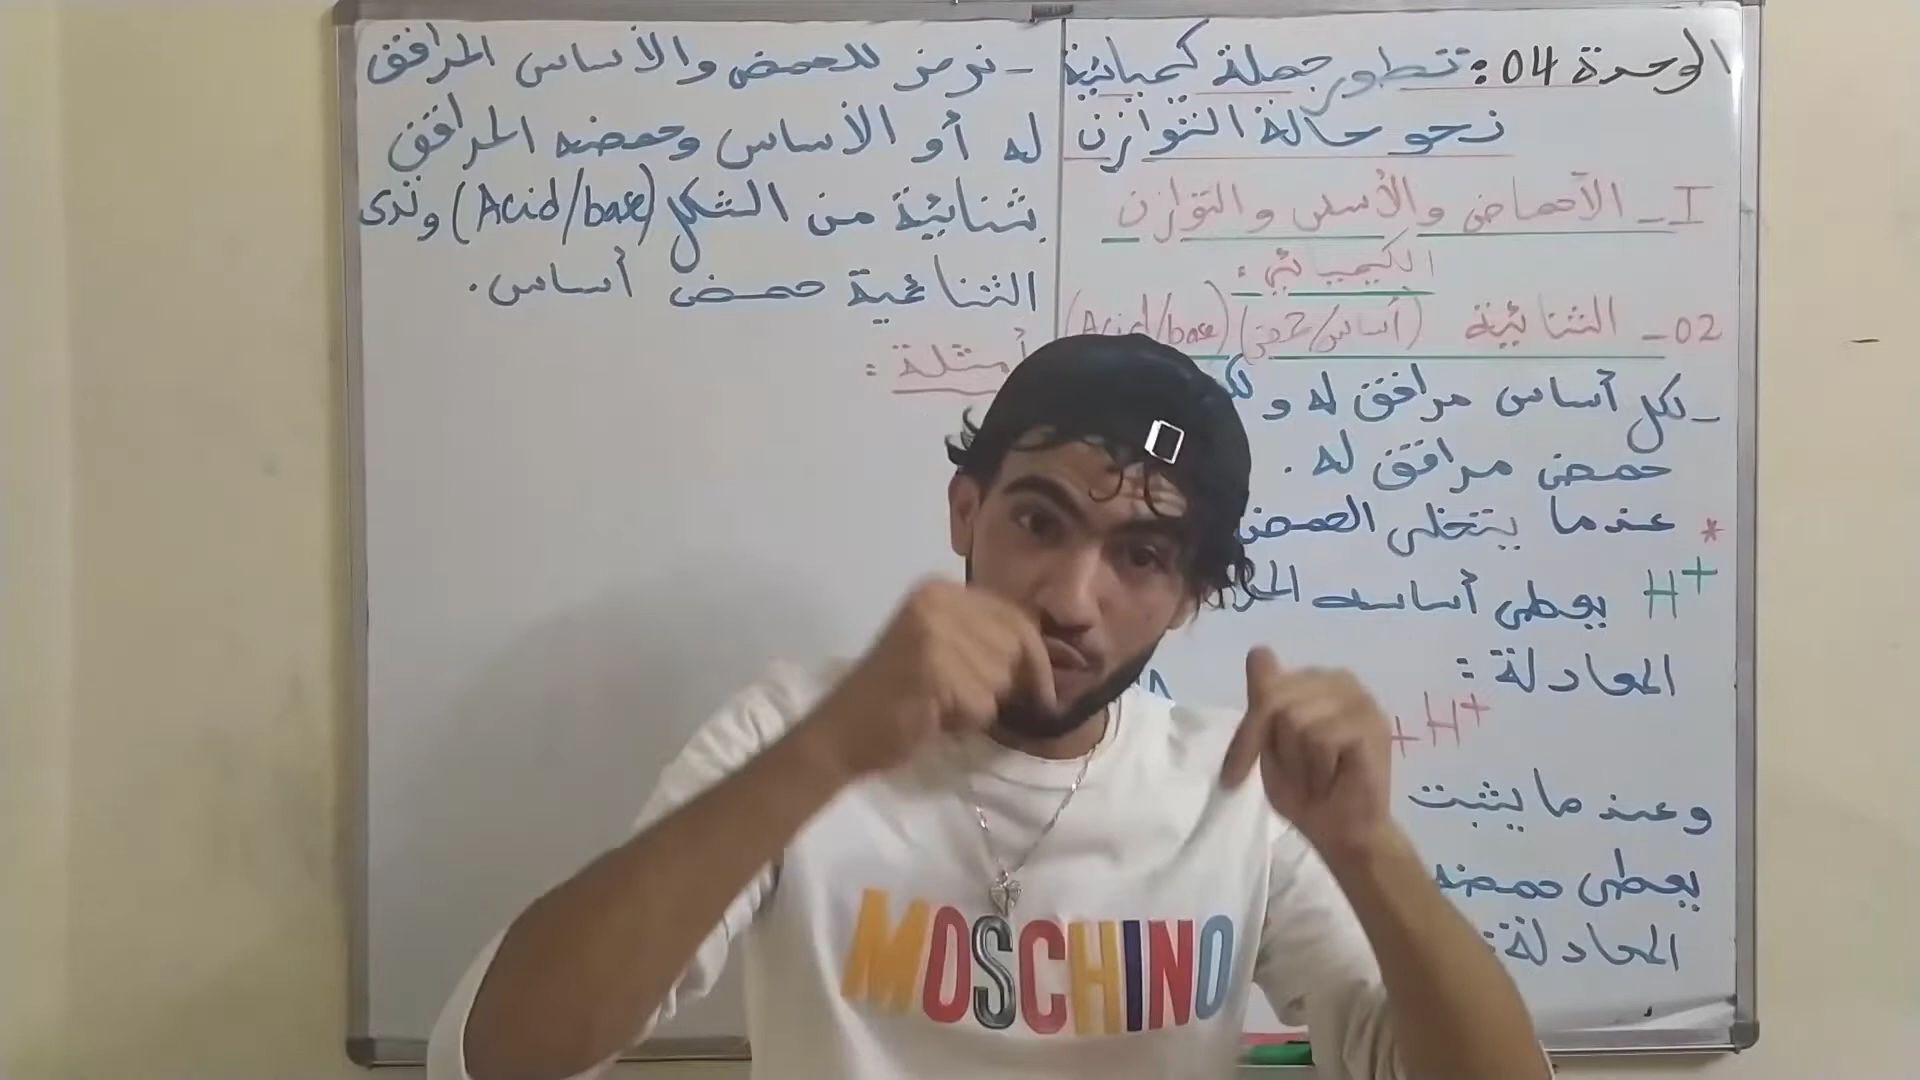 الوحدة 04: تطور جملة كيميائية
نحو حالة التوازن
I - الأحماض والأسس والتوازن
الكيميائي:
02 - الثنائية (أساس/حمض) (Acid/base)
- لكل أساس مرافق له و
حمض مرافق له.
* عندما يتخلى الحمض
H+ يعطي أساسه
المعادلة:
+ H+
وعندما يثبت
يعطي حمضه
المعادلة:
- نرمز للحمض والأساس المرافق
له أو الأساس وحمضه المرافق
بثنائية من الشكل (Acid/base) وندى
الثنائية حمض أساس.
أمثلة:
MOSCHINO